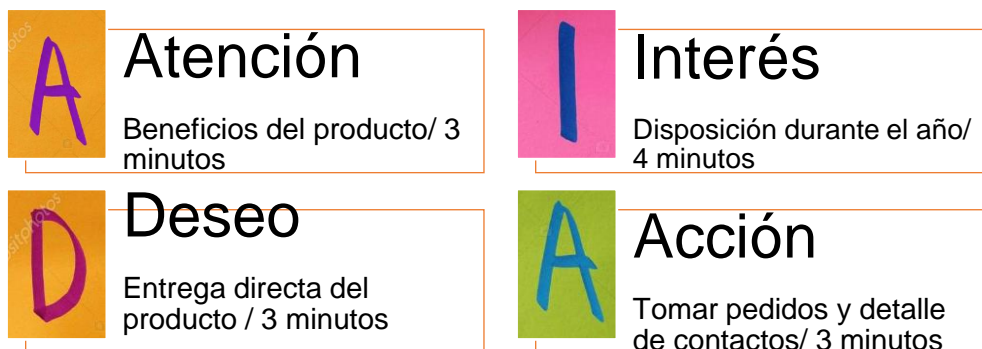 A
Atención
Beneficios del producto/ 3
minutos
I
Interés
Disposición durante el año/
4 minutos
D
Deseo
Entrega directa del
producto / 3 minutos
A
Acción
Tomar pedidos y detalle
de contactos/ 3 minutos